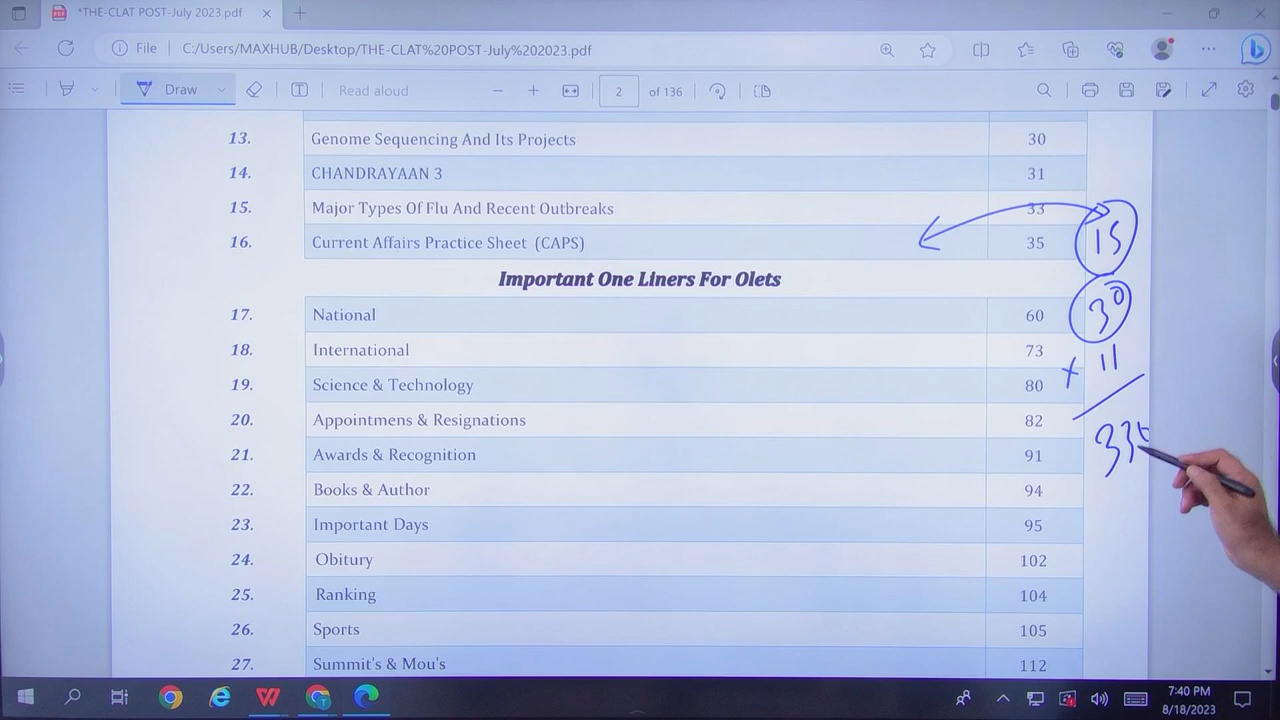 *THE-CLAT POST-July 2023.pdf
File C:/Users/MAXHUB/Desktop/THE-CLAT%20POST-July%202023.pdf
Draw Read aloud 2 of 136
13. Genome Sequencing And Its Projects 30
14. CHANDRAYAAN 3 31
15. Major Types Of Flu And Recent Outbreaks 33
16. Current Affairs Practice Sheet (CAPS) 35
15
Important One Liners For Olets
17. National 60
30
18. International 73
x 11
19. Science & Technology 80
20. Appointmens & Resignations 82
330
21. Awards & Recognition 91
22. Books & Author 94
23. Important Days 95
24. Obitury 102
25. Ranking 104
26. Sports 105
27. Summit's & Mou's 112
7:40 PM
8/18/2023